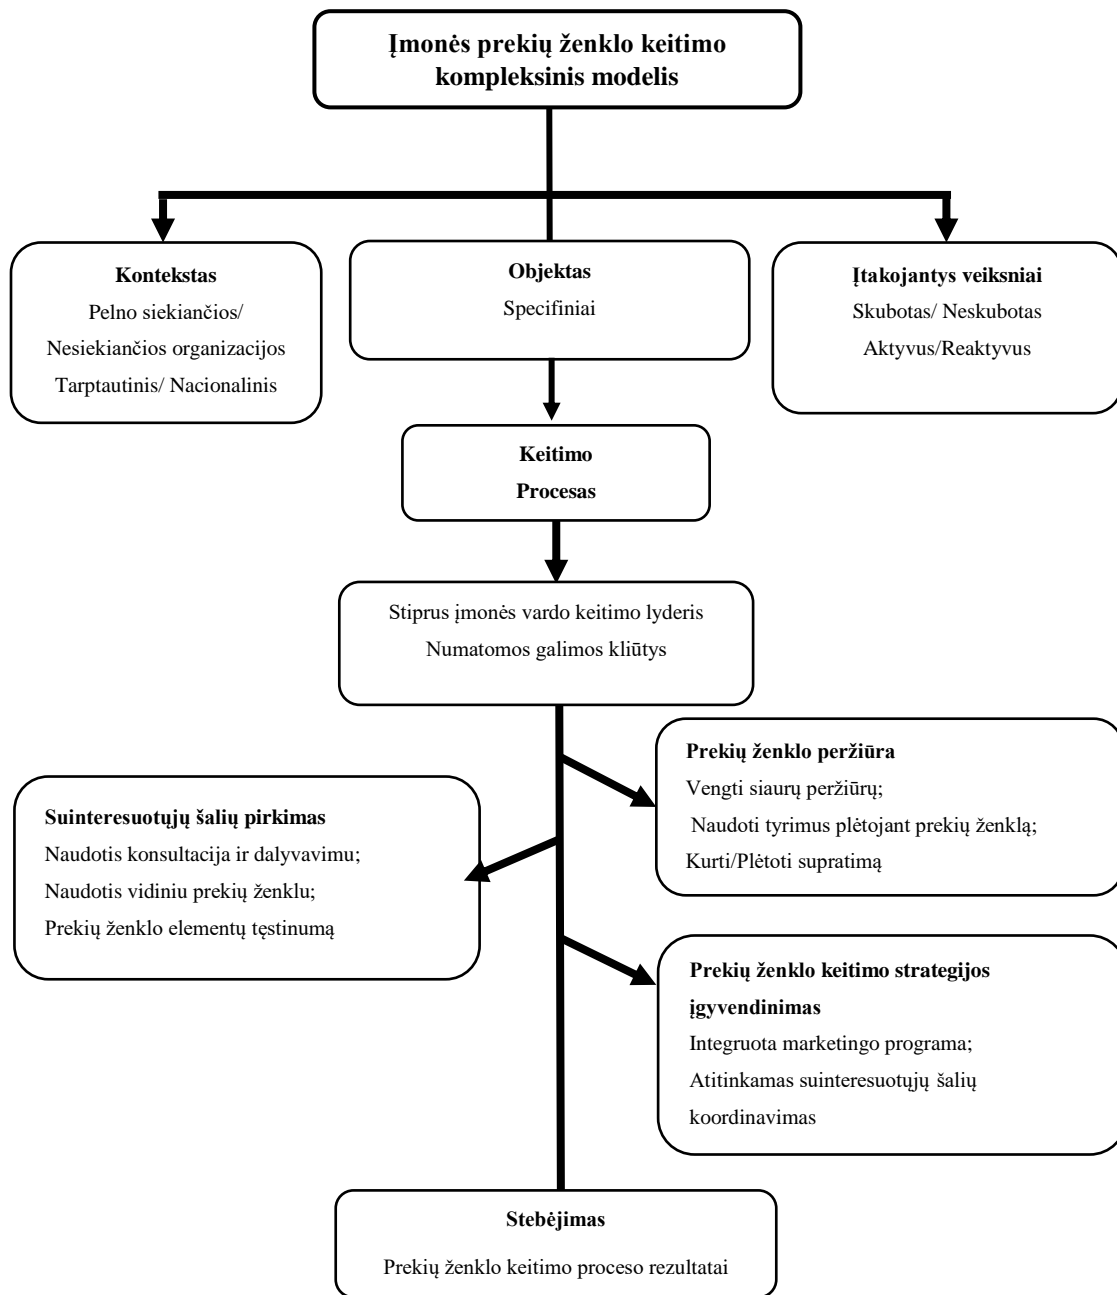 Įmonės prekių ženklo keitimo
kompleksinis modelis
Kontekstas
Pelno siekiančios/
Nesiekiančios organizacijos
Tarptautinis/ Nacionalinis
Objektas
Specifiniai
Įtakojantys veiksniai
Skubotas/ Neskubotas
Aktyvus/Reaktyvus
Keitimo
Procesas
Stiprus įmonės vardo keitimo lyderis
Numatomos galimos kliūtys
Prekių ženklo peržiūra
Vengti siaurų peržiūrų;
Naudoti tyrimus plėtojant prekių ženklą;
Kurti/Plėtoti supratimą
Suinteresuotųjų šalių pirkimas
Naudotis konsultacija ir dalyvavimu;
Naudotis vidiniu prekių ženklu;
Prekių ženklo elementų tęstinumą
Prekių ženklo keitimo strategijos
įgyvendinimas
Integruota marketingo programa;
Atitinkamas suinteresuotųjų šalių
koordinavimas
Stebėjimas
Prekių ženklo keitimo proceso rezultatai